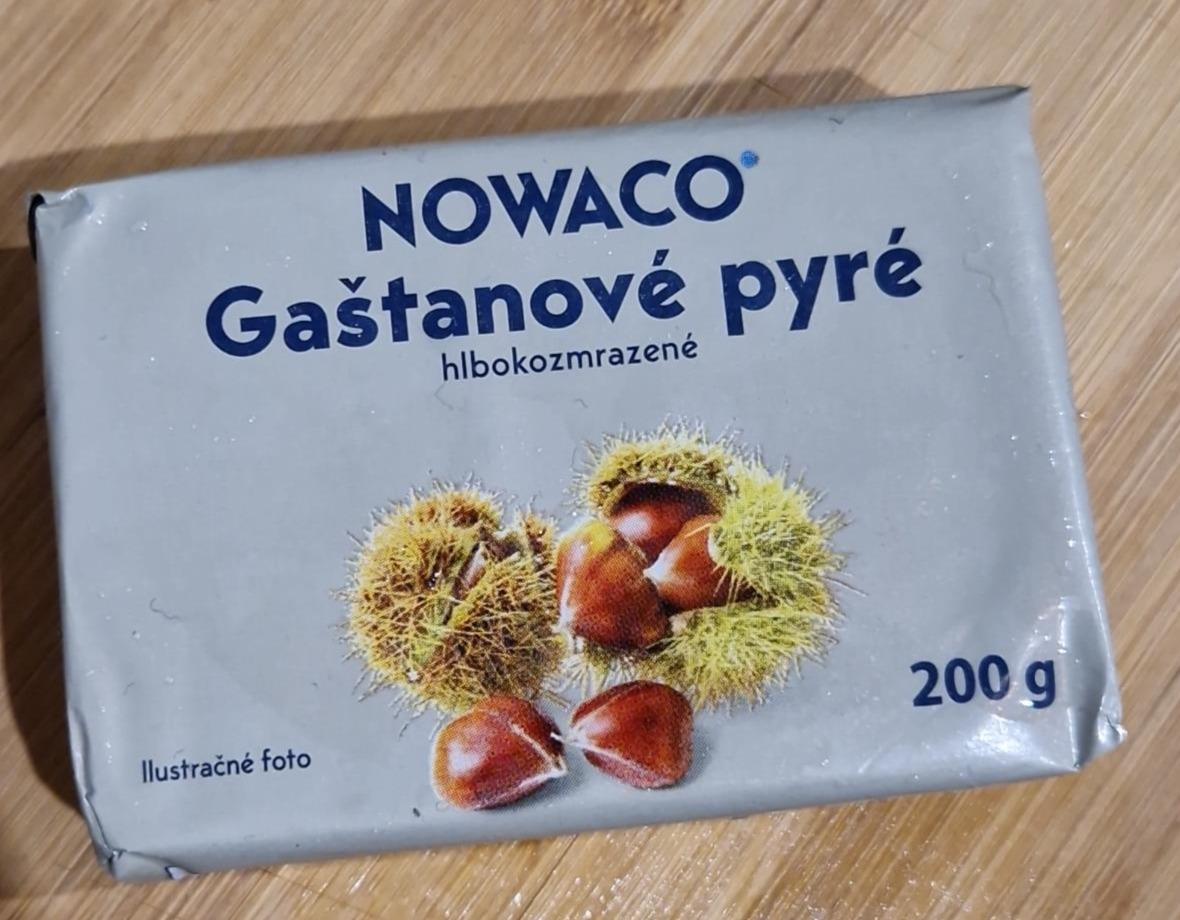 NOWACO
Gaštanové pyré
hlbokozmrazené
200 g
Ilustračné foto